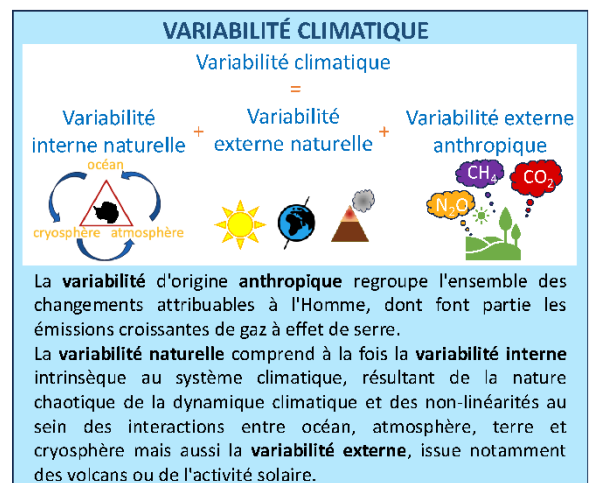 VARIABILITÉ CLIMATIQUE
Variabilité climatique
=
Variabilité interne naturelle
+
Variabilité externe naturelle
+
Variabilité externe anthropique
océan
cryosphère
atmosphère
N₂O
CH₄
CO₂
La variabilité d'origine anthropique regroupe l'ensemble des
changements attribuables à l'Homme, dont font partie les
émissions croissantes de gaz à effet de serre.
La variabilité naturelle comprend à la fois la variabilité interne
intrinsèque au système climatique, résultant de la nature
chaotique de la dynamique climatique et des non-linéarités au
sein des interactions entre océan, atmosphère, terre et
cryosphère mais aussi la variabilité externe, issue notamment
des volcans ou de l'activité solaire.